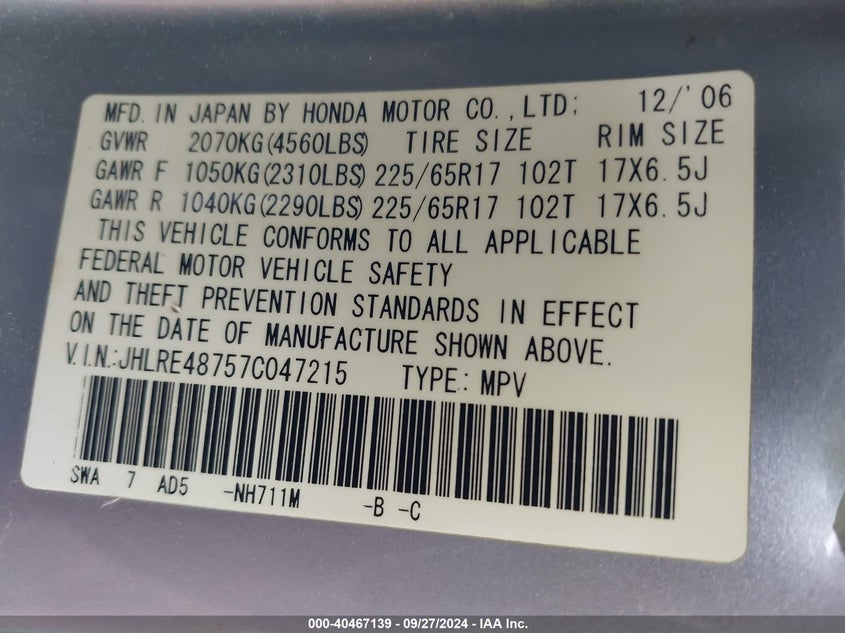 MFD. IN JAPAN BY HONDA MOTOR CO., LTD; 12/'06
GVWR 2070KG(4560LBS) TIRE SIZE RIM SIZE
GAWR F 1050KG(2310LBS) 225/65R17 102T 17X6.5J
GAWR R 1040KG(2290LBS) 225/65R17 102T 17X6.5J
THIS VEHICLE CONFORMS TO ALL APPLICABLE
FEDERAL MOTOR VEHICLE SAFETY
AND THEFT PREVENTION STANDARDS IN EFFECT
ON THE DATE OF MANUFACTURE SHOWN ABOVE.
V.I.N.:JHLRE48757C047215 TYPE: MPV
SWA 7 AD5 -NH711M -B -C
000-40467139 - 09/27/2024 - IAA Inc.